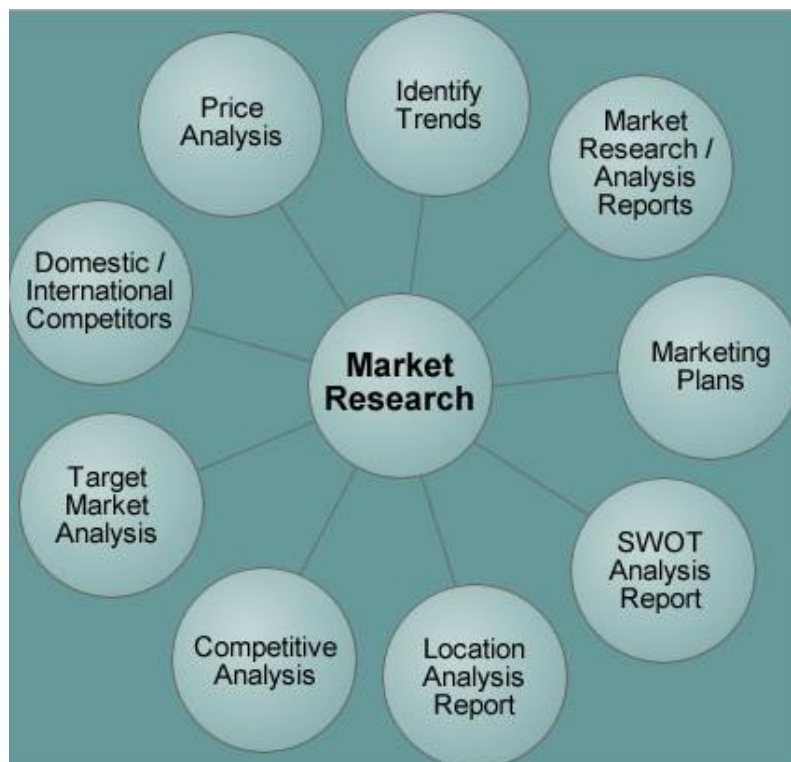 Identify
Trends
Market
Research /
Analysis
Reports
Marketing
Plans
SWOT
Analysis
Report
Location
Analysis
Report
Competitive
Analysis
Target
Market
Analysis
Domestic /
International
Competitors
Price
Analysis
Market
Research